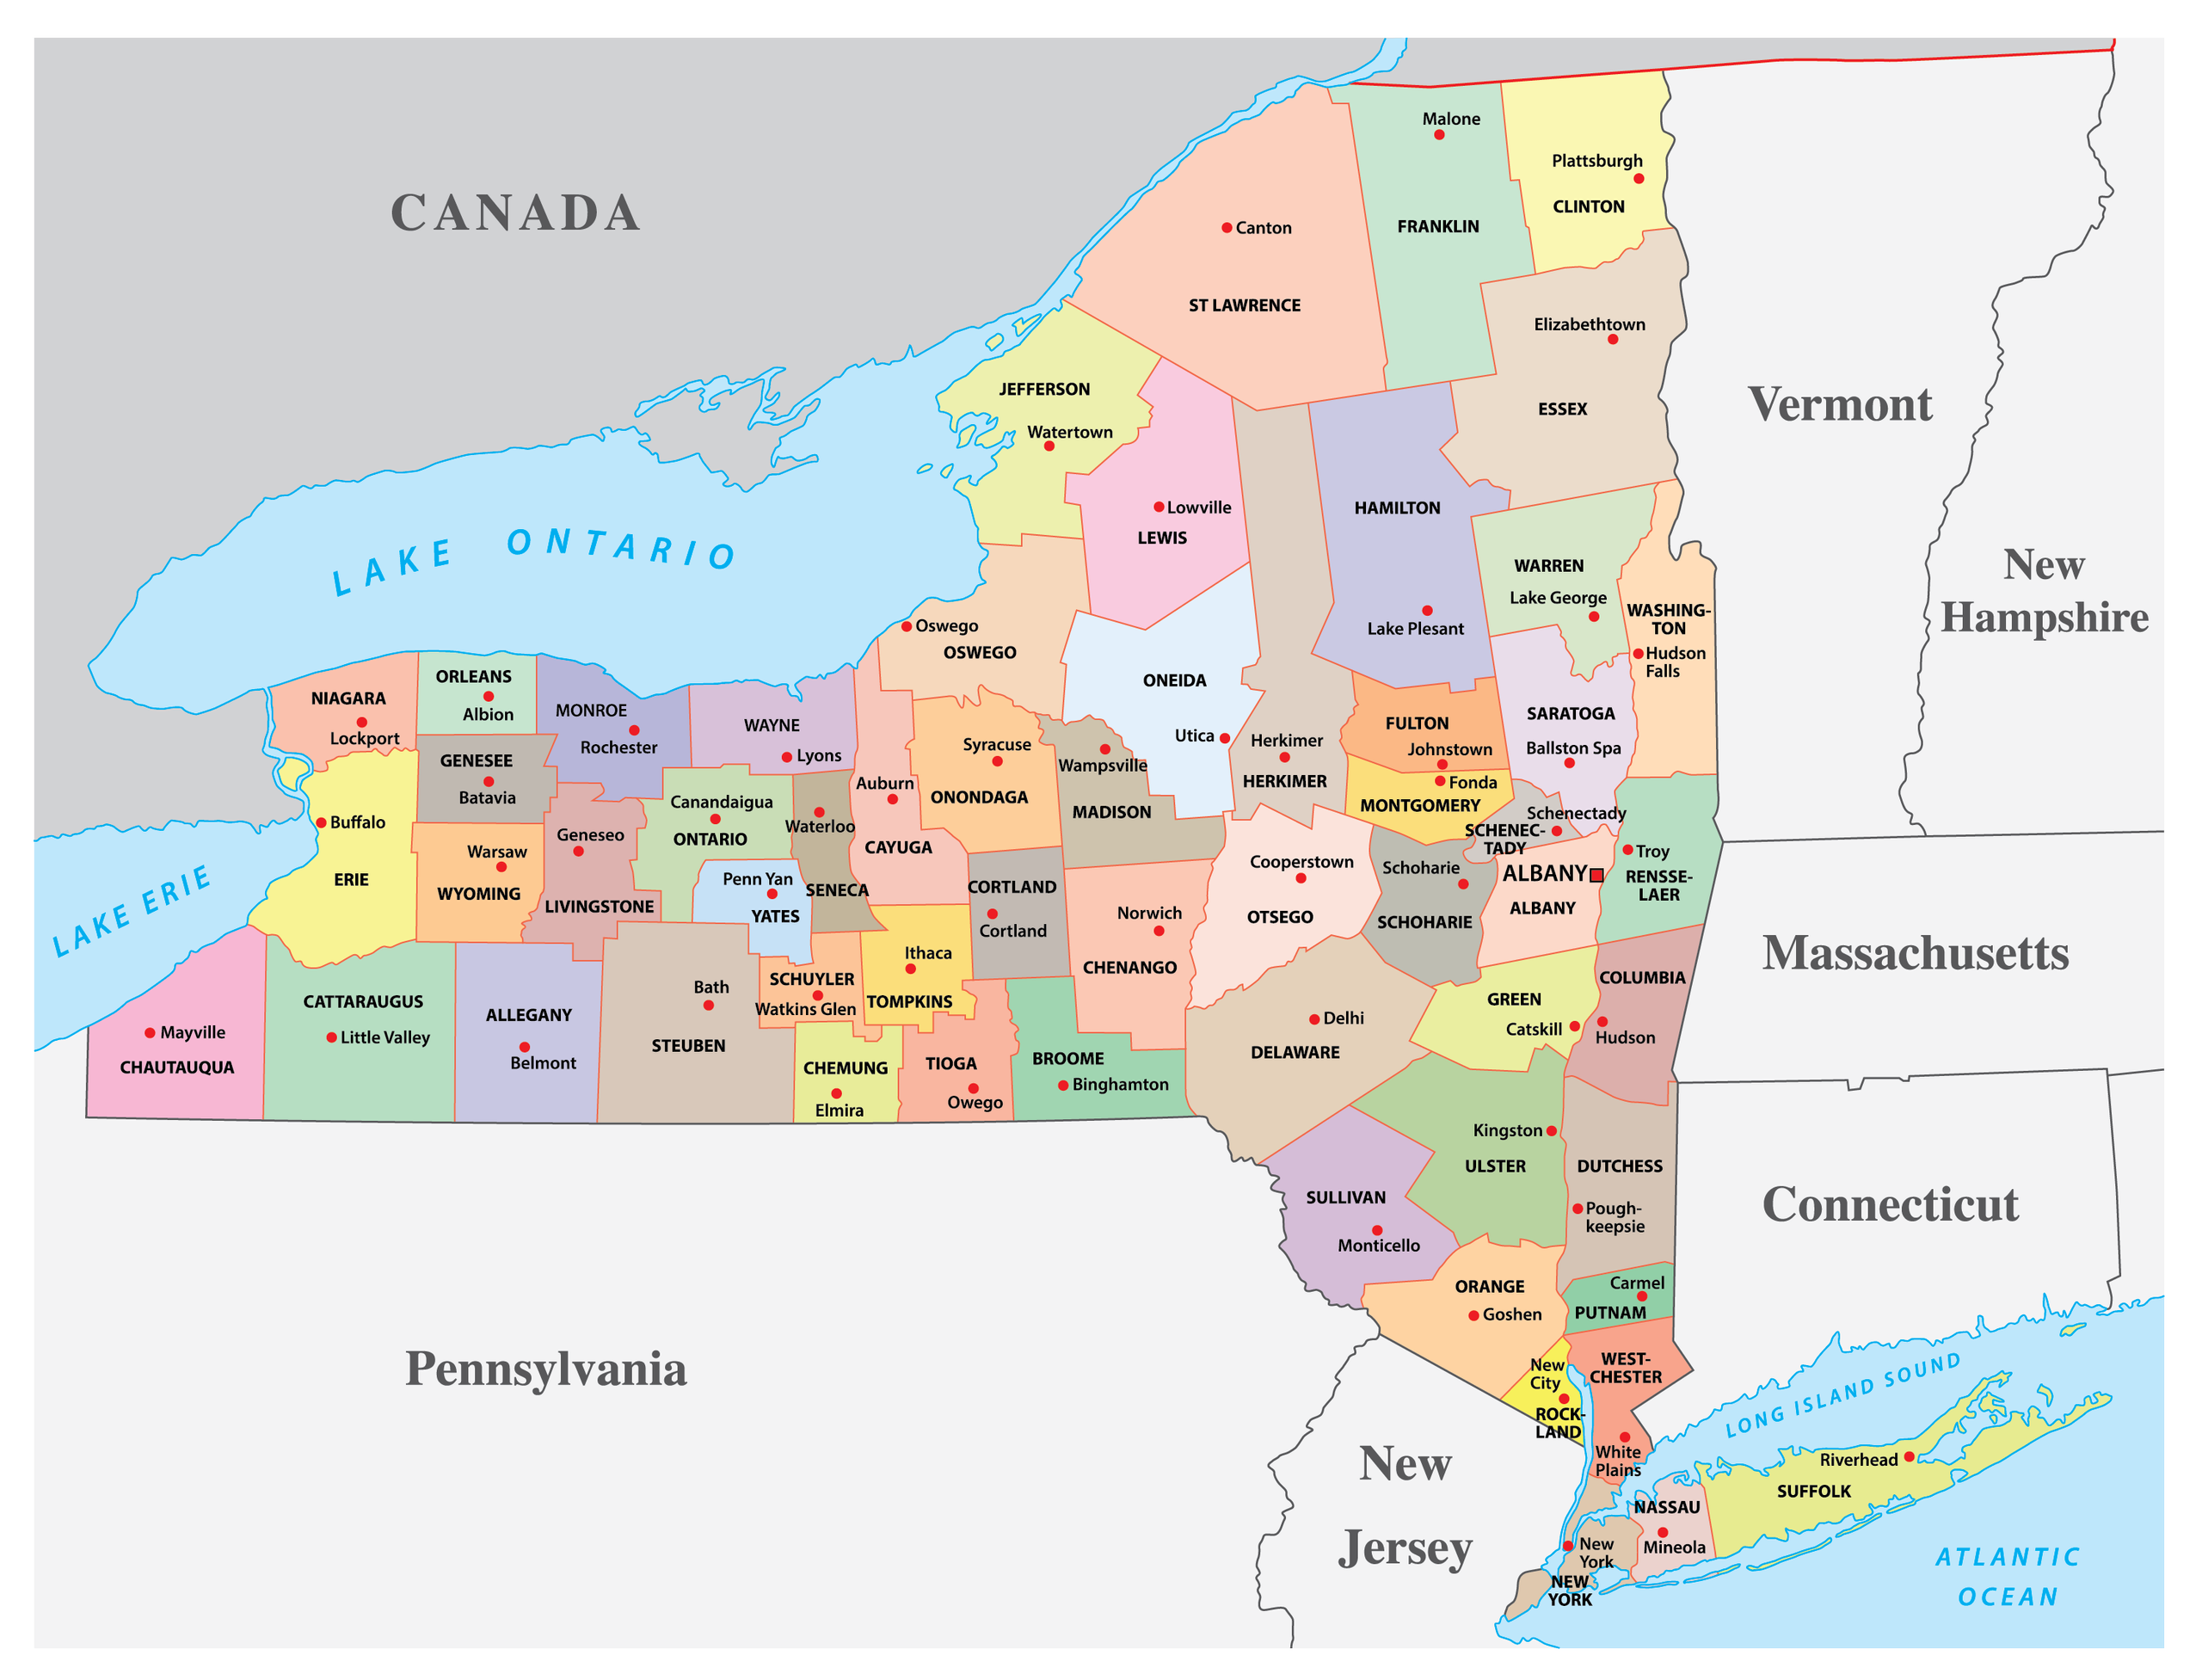 CANADA
Malone
Plattsburgh
CLINTON
FRANKLIN
Canton
ST LAWRENCE
Elizabethtown
ESSEX
Vermont
JEFFERSON
Watertown
HAMILTON
Lowville
LEWIS
LAKE ONTARIO
WARREN
Lake George
New
Hampshire
WASHING-
TON
Hudson
Falls
Lake Plesant
Oswego
OSWEGO
ONEIDA
Utica
ORLEANS
Albion
NIAGARA
Lockport
MONROE
Rochester
WAYNE
Lyons
SARATOGA
Ballston Spa
FULTON
Johnstown
Herkimer
HERKIMER
Syracuse
ONONDAGA
Wampsville
MADISON
GENESEE
Batavia
Auburn
CAYUGA
Fonda
MONTGOMERY
Canandaigua
ONTARIO
Waterloo
SENECA
Schenectady
SCHENEC-
TADY
Buffalo
ERIE
Geneseo
LIVINGSTONE
Warsaw
WYOMING
Troy
RENSSE-
LAER
Cooperstown
OTSEGO
Schoharie
SCHOHARIE
ALBANY
ALBANY
Penn Yan
YATES
CORTLAND
Cortland
LAKE ERIE
Norwich
CHENANGO
Massachusetts
Ithaca
TOMPKINS
SCHUYLER
Watkins Glen
COLUMBIA
Hudson
GREEN
Catskill
CATTARAUGUS
Little Valley
ALLEGANY
Belmont
Bath
STEUBEN
Mayville
CHAUTAUQUA
Delhi
DELAWARE
CHEMUNG
Elmira
TIOGA
Owego
BROOME
Binghamton
Kingston
ULSTER
DUTCHESS
Pough-
keepsie
Connecticut
SULLIVAN
Monticello
ORANGE
Goshen
Carmel
PUTNAM
Pennsylvania
New
City
ROCK-
LAND
WEST-
CHESTER
White
Plains
LONG ISLAND SOUND
Riverhead
SUFFOLK
NASSAU
Mineola
New
Jersey
New
York
NEW
YORK
ATLANTIC
OCEAN